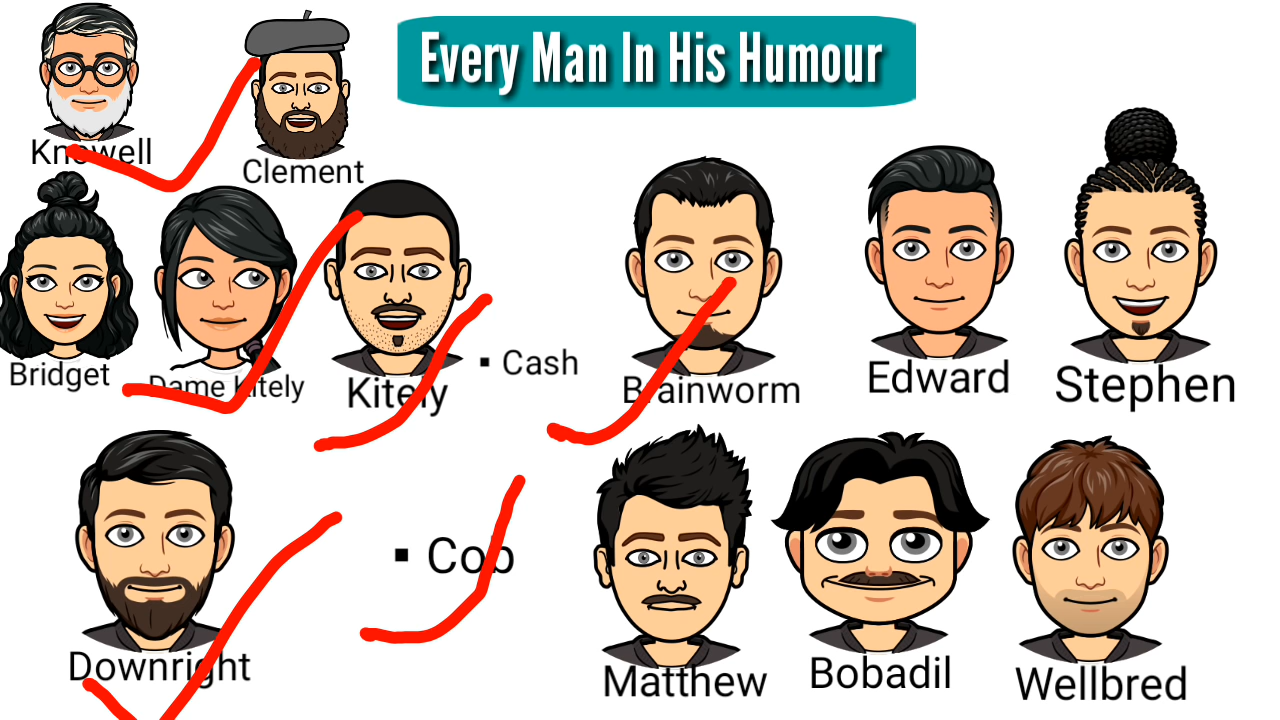 Every Man In His Humour
Knowell
Clement
Bridget
Dame Kitely
Kitely
▪ Cash
Brainworm
Edward
Stephen
Downright
▪ Cob
Matthew
Bobadil
Wellbred